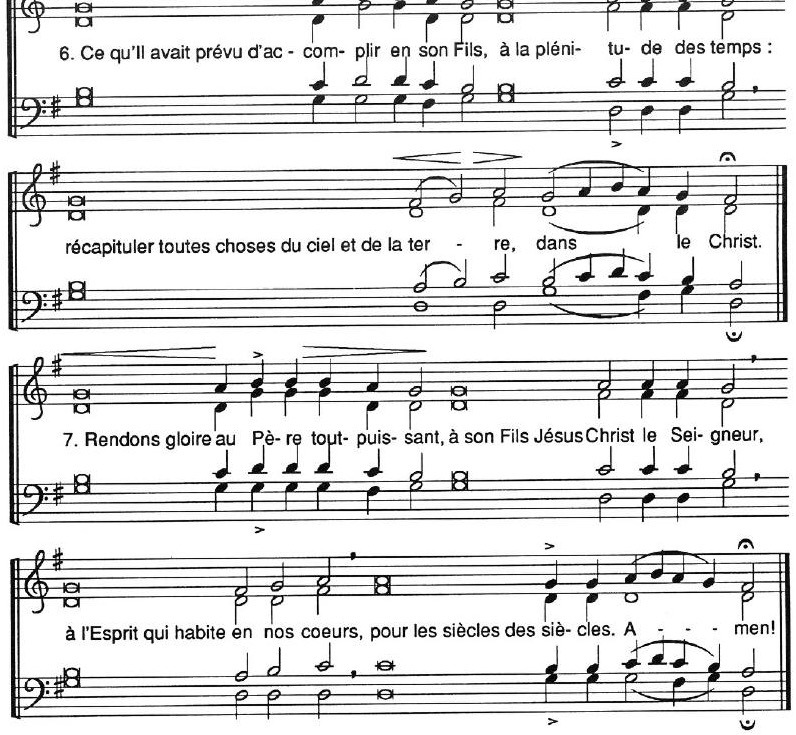 6. Ce qu'Il avait prévu d'ac - com- plir en son Fils, à la pléni- tu- de des temps :
récapituler toutes choses du ciel et de la ter - re, dans le Christ.
7. Rendons gloire au Pè- re tout- puis- sant, à son Fils Jésus Christ le Sei- gneur,
à l'Esprit qui habite en nos coeurs, pour les siècles des siè- cles. A - - - men!